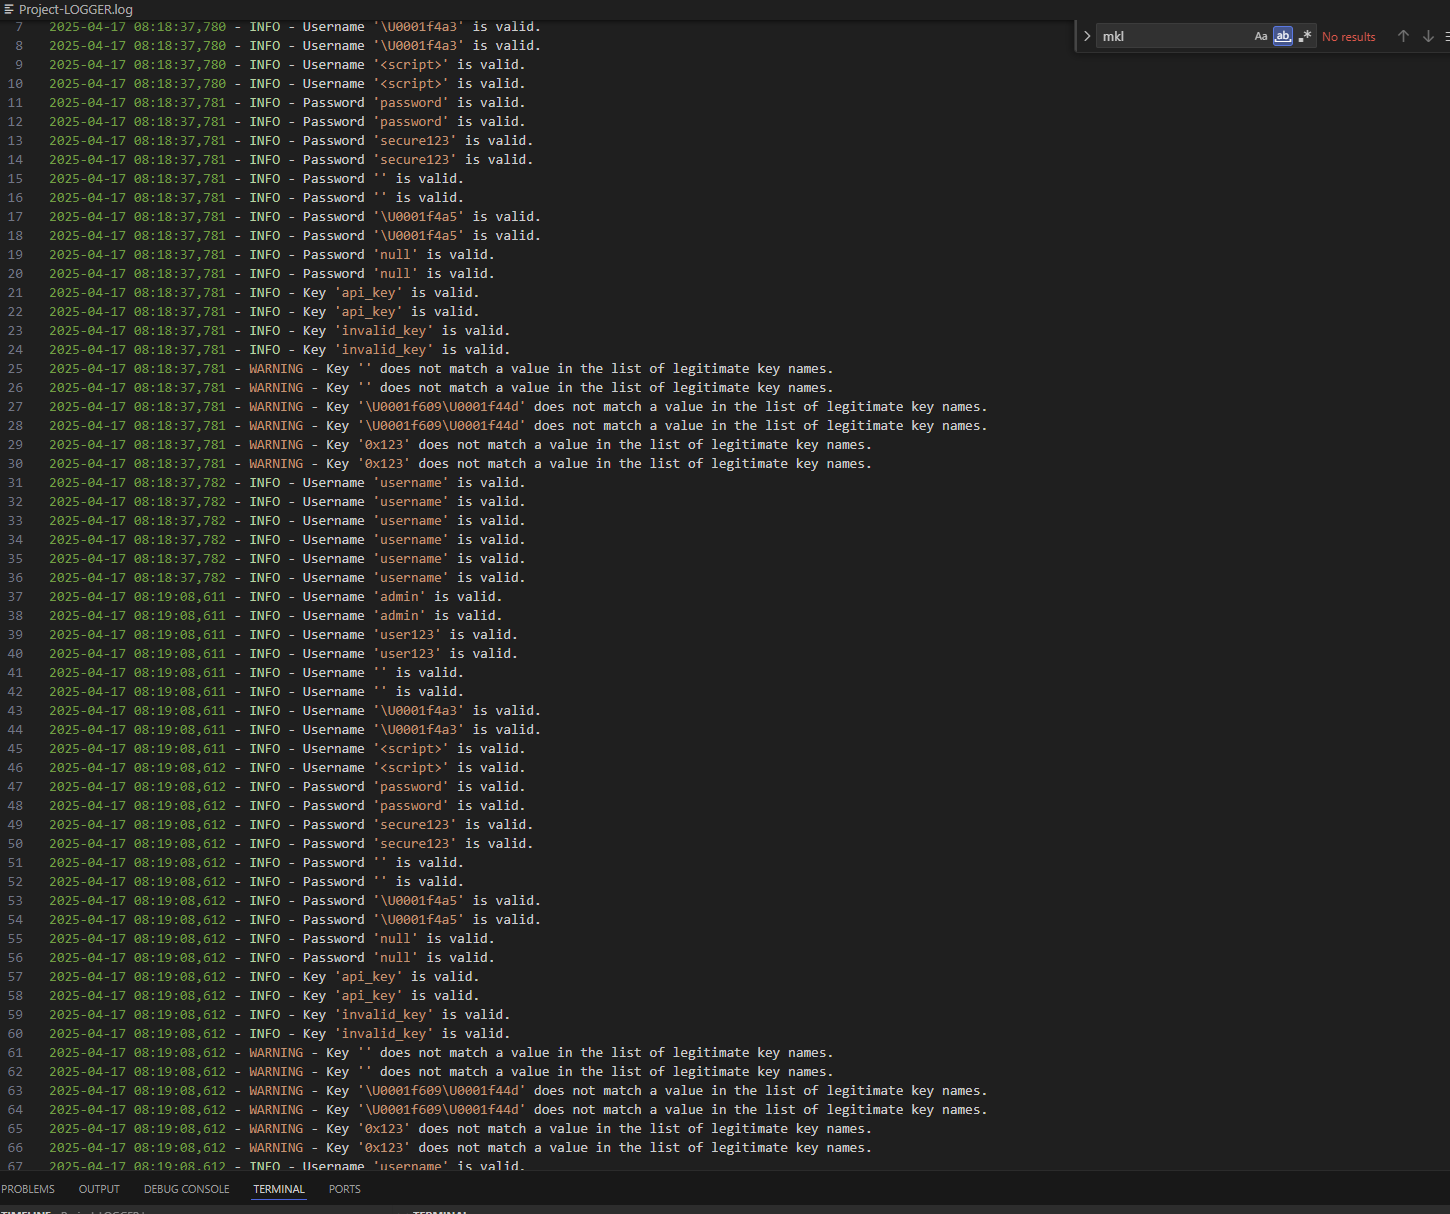 Project-LOGGER.log
mkl Aa ab .* No results
7 2025-04-17 08:18:37,780 - INFO - Username '\U0001f4a3' is valid.
8 2025-04-17 08:18:37,780 - INFO - Username '\U0001f4a3' is valid.
9 2025-04-17 08:18:37,780 - INFO - Username '<script>' is valid.
10 2025-04-17 08:18:37,780 - INFO - Username '<script>' is valid.
11 2025-04-17 08:18:37,781 - INFO - Password 'password' is valid.
12 2025-04-17 08:18:37,781 - INFO - Password 'password' is valid.
13 2025-04-17 08:18:37,781 - INFO - Password 'secure123' is valid.
14 2025-04-17 08:18:37,781 - INFO - Password 'secure123' is valid.
15 2025-04-17 08:18:37,781 - INFO - Password '' is valid.
16 2025-04-17 08:18:37,781 - INFO - Password '' is valid.
17 2025-04-17 08:18:37,781 - INFO - Password '\U0001f4a5' is valid.
18 2025-04-17 08:18:37,781 - INFO - Password '\U0001f4a5' is valid.
19 2025-04-17 08:18:37,781 - INFO - Password 'null' is valid.
20 2025-04-17 08:18:37,781 - INFO - Password 'null' is valid.
21 2025-04-17 08:18:37,781 - INFO - Key 'api_key' is valid.
22 2025-04-17 08:18:37,781 - INFO - Key 'api_key' is valid.
23 2025-04-17 08:18:37,781 - INFO - Key 'invalid_key' is valid.
24 2025-04-17 08:18:37,781 - INFO - Key 'invalid_key' is valid.
25 2025-04-17 08:18:37,781 - WARNING - Key '' does not match a value in the list of legitimate key names.
26 2025-04-17 08:18:37,781 - WARNING - Key '' does not match a value in the list of legitimate key names.
27 2025-04-17 08:18:37,781 - WARNING - Key '\U0001f609\U0001f44d' does not match a value in the list of legitimate key names.
28 2025-04-17 08:18:37,781 - WARNING - Key '\U0001f609\U0001f44d' does not match a value in the list of legitimate key names.
29 2025-04-17 08:18:37,781 - WARNING - Key '0x123' does not match a value in the list of legitimate key names.
30 2025-04-17 08:18:37,781 - WARNING - Key '0x123' does not match a value in the list of legitimate key names.
31 2025-04-17 08:18:37,782 - INFO - Username 'username' is valid.
32 2025-04-17 08:18:37,782 - INFO - Username 'username' is valid.
33 2025-04-17 08:18:37,782 - INFO - Username 'username' is valid.
34 2025-04-17 08:18:37,782 - INFO - Username 'username' is valid.
35 2025-04-17 08:18:37,782 - INFO - Username 'username' is valid.
36 2025-04-17 08:18:37,782 - INFO - Username 'username' is valid.
37 2025-04-17 08:19:08,611 - INFO - Username 'admin' is valid.
38 2025-04-17 08:19:08,611 - INFO - Username 'admin' is valid.
39 2025-04-17 08:19:08,611 - INFO - Username 'user123' is valid.
40 2025-04-17 08:19:08,611 - INFO - Username 'user123' is valid.
41 2025-04-17 08:19:08,611 - INFO - Username '' is valid.
42 2025-04-17 08:19:08,611 - INFO - Username '' is valid.
43 2025-04-17 08:19:08,611 - INFO - Username '\U0001f4a3' is valid.
44 2025-04-17 08:19:08,611 - INFO - Username '\U0001f4a3' is valid.
45 2025-04-17 08:19:08,611 - INFO - Username '<script>' is valid.
46 2025-04-17 08:19:08,612 - INFO - Username '<script>' is valid.
47 2025-04-17 08:19:08,612 - INFO - Password 'password' is valid.
48 2025-04-17 08:19:08,612 - INFO - Password 'password' is valid.
49 2025-04-17 08:19:08,612 - INFO - Password 'secure123' is valid.
50 2025-04-17 08:19:08,612 - INFO - Password 'secure123' is valid.
51 2025-04-17 08:19:08,612 - INFO - Password '' is valid.
52 2025-04-17 08:19:08,612 - INFO - Password '' is valid.
53 2025-04-17 08:19:08,612 - INFO - Password '\U0001f4a5' is valid.
54 2025-04-17 08:19:08,612 - INFO - Password '\U0001f4a5' is valid.
55 2025-04-17 08:19:08,612 - INFO - Password 'null' is valid.
56 2025-04-17 08:19:08,612 - INFO - Password 'null' is valid.
57 2025-04-17 08:19:08,612 - INFO - Key 'api_key' is valid.
58 2025-04-17 08:19:08,612 - INFO - Key 'api_key' is valid.
59 2025-04-17 08:19:08,612 - INFO - Key 'invalid_key' is valid.
60 2025-04-17 08:19:08,612 - INFO - Key 'invalid_key' is valid.
61 2025-04-17 08:19:08,612 - WARNING - Key '' does not match a value in the list of legitimate key names.
62 2025-04-17 08:19:08,612 - WARNING - Key '' does not match a value in the list of legitimate key names.
63 2025-04-17 08:19:08,612 - WARNING - Key '\U0001f609\U0001f44d' does not match a value in the list of legitimate key names.
64 2025-04-17 08:19:08,612 - WARNING - Key '\U0001f609\U0001f44d' does not match a value in the list of legitimate key names.
65 2025-04-17 08:19:08,612 - WARNING - Key '0x123' does not match a value in the list of legitimate key names.
66 2025-04-17 08:19:08,612 - WARNING - Key '0x123' does not match a value in the list of legitimate key names.
67 2025-04-17 08:19:08,612 - INFO - Username 'username' is valid.
PROBLEMS OUTPUT DEBUG CONSOLE TERMINAL PORTS